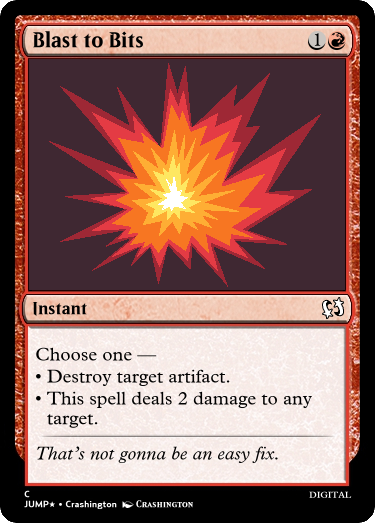 Blast to Bits 1
Instant
Choose one —
• Destroy target artifact.
• This spell deals 2 damage to any
target.
That's not gonna be an easy fix.
C DIGITAL
JUMP★ • Crashington Crashington